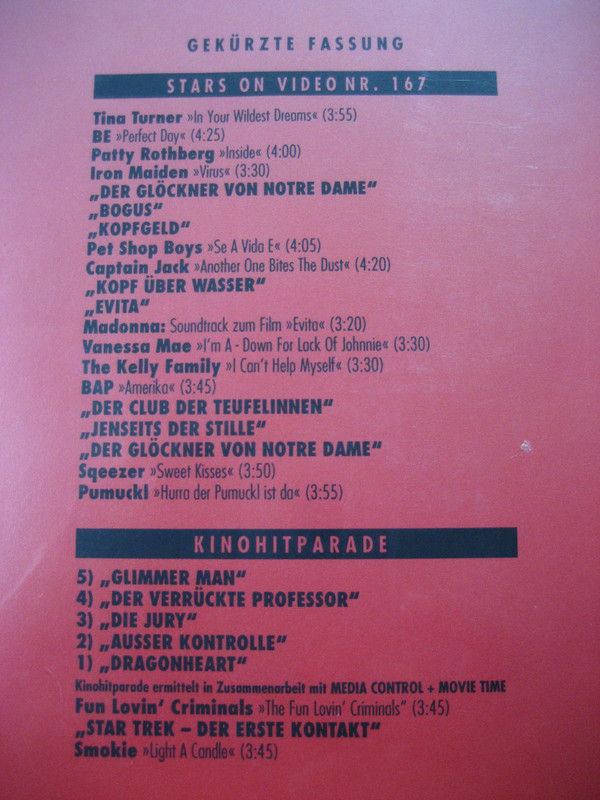 GEKÜRZTE FASSUNG
STARS ON VIDEO NR. 167
Tina Turner »In Your Wildest Dreams« (3:55)
BE »Perfect Day« (4:25)
Patty Rothberg »Inside« (4:00)
Iron Maiden »Virus« (3:30)
„DER GLÖCKNER VON NOTRE DAME“
„BOGUS“
„KOPFGELD“
Pet Shop Boys »Se A Vida E« (4:05)
Captain Jack »Another One Bites The Dust« (4:20)
„KOPF ÜBER WASSER“
„EVITA“
Madonna: Soundtrack zum Film »Evita« (3:20)
Vanessa Mae »I'm A - Down For Lack Of Johnnie« (3:30)
The Kelly Family »I Can't Help Myself« (3:30)
BAP »Amerika« (3:45)
„DER CLUB DER TEUFELINNEN“
„JENSEITS DER STILLE“
„DER GLÖCKNER VON NOTRE DAME“
Sqeezer »Sweet Kisses« (3:50)
Pumuckl »Hurra der Pumuckl ist da« (3:55)
KINOHITPARADE
5) „GLIMMER MAN“
4) „DER VERRÜCKTE PROFESSOR“
3) „DIE JURY“
2) „AUSSER KONTROLLE“
1) „DRAGONHEART“
Kinohitparade ermittelt in Zusammenarbeit mit MEDIA CONTROL + MOVIE TIME
Fun Lovin' Criminals »The Fun Lovin' Criminals“ (3:45)
„STAR TREK – DER ERSTE KONTAKT“
Smokie »Light A Candle« (3:45)